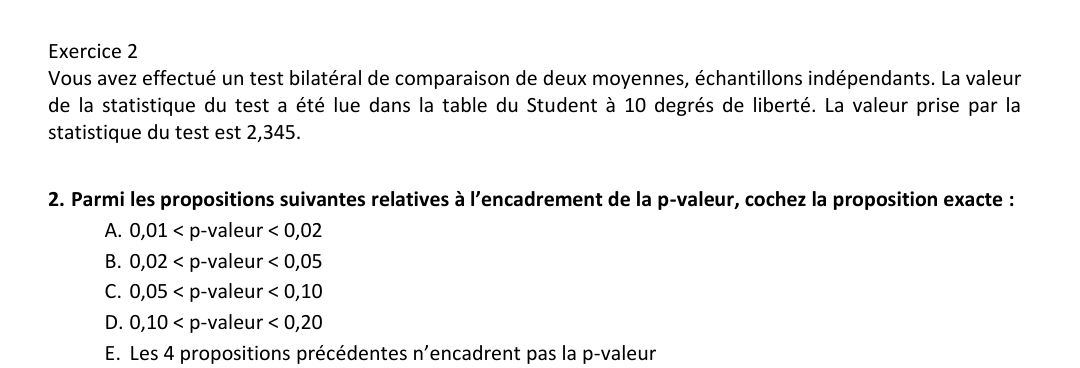 Exercice 2
Vous avez effectué un test bilatéral de comparaison de deux moyennes, échantillons indépendants. La valeur
de la statistique du test a été lue dans la table du Student à 10 degrés de liberté. La valeur prise par la
statistique du test est 2,345.
2. Parmi les propositions suivantes relatives à l’encadrement de la p-valeur, cochez la proposition exacte :
A. 0,01 < p-valeur < 0,02
B. 0,02 < p-valeur < 0,05
C. 0,05 < p-valeur < 0,10
D. 0,10 < p-valeur < 0,20
E. Les 4 propositions précédentes n’encadrent pas la p-valeur